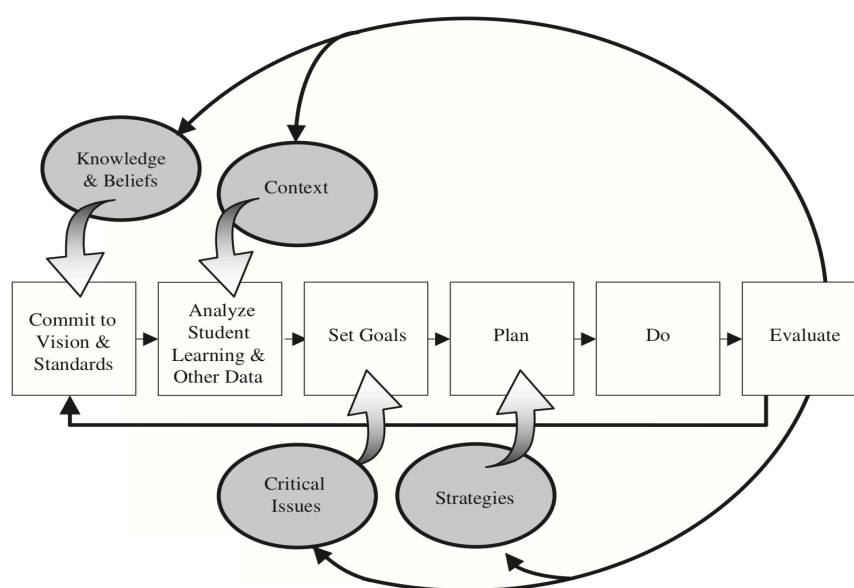 Knowledge
& Beliefs
Context
Commit to
Vision &
Standards
Analyze
Student
Learning &
Other Data
Set Goals
Plan
Do
Evaluate
Critical
Issues
Strategies